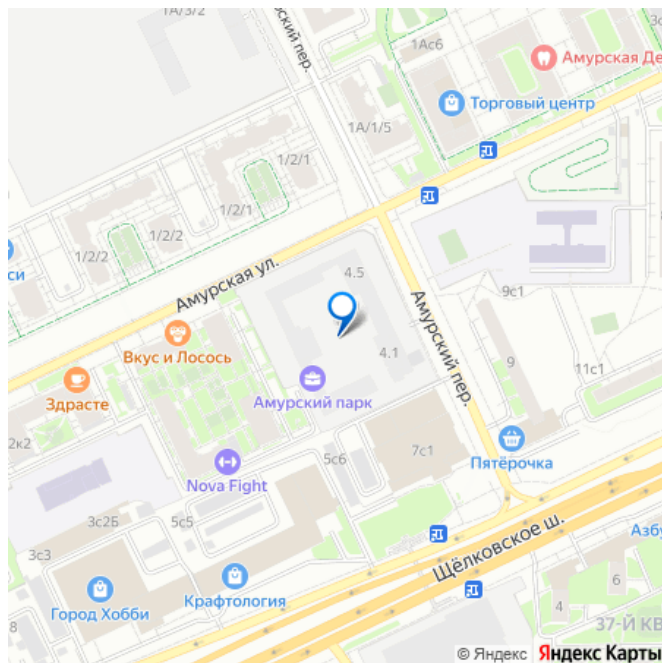 1А/3/2
рский пер.
1Ас6
Амурская Де
Торговый центр
1А/1/5
1/2/1
1/2/1
1/2/2
1/2/2
си
Амурская ул.
4.5
9с1
Амурский пер.
Вкус и Лосось
4.1
9
11с1
Здрасте
Амурский парк
2к2
7с1
Пятёрочка
5с6
Nova Fight
3с2Б
5с5
Щёлковское ш.
Азбу
3с3
Город Хобби
Крафтология
6
4
8
37-Й КВ
© Яндекс Яндекс Карты